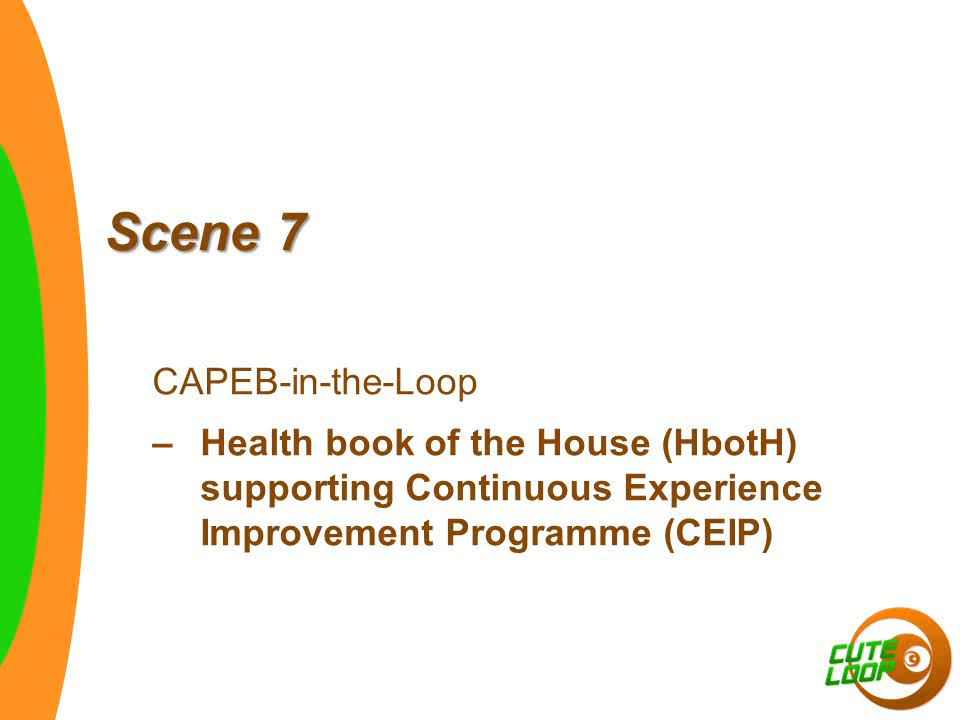 Scene 7
CAPEB-in-the-Loop
– Health book of the House (HbotH)
supporting Continuous Experience
Improvement Programme (CEIP)
CUTE
LOOP